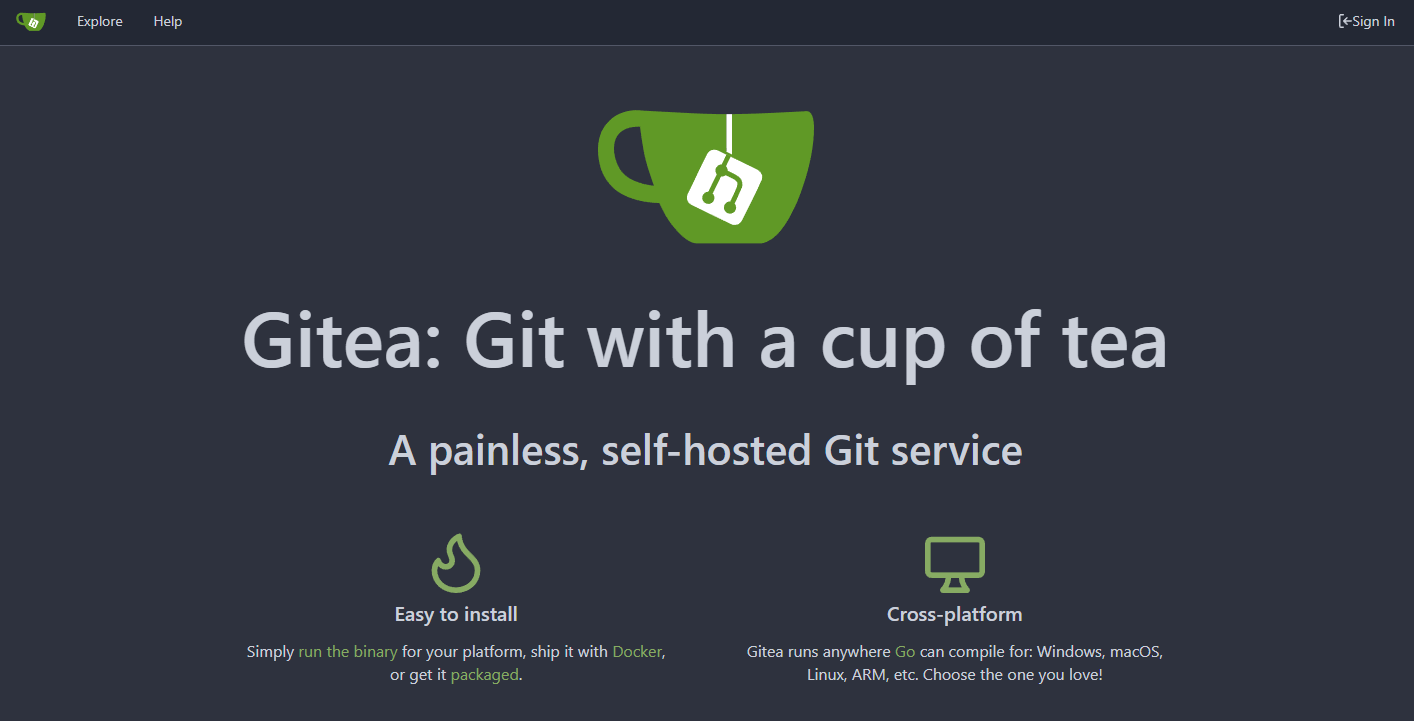 Explore Help Sign In
Gitea: Git with a cup of tea
A painless, self-hosted Git service
Easy to install
Simply run the binary for your platform, ship it with Docker,
or get it packaged.
Cross-platform
Gitea runs anywhere Go can compile for: Windows, macOS,
Linux, ARM, etc. Choose the one you love!